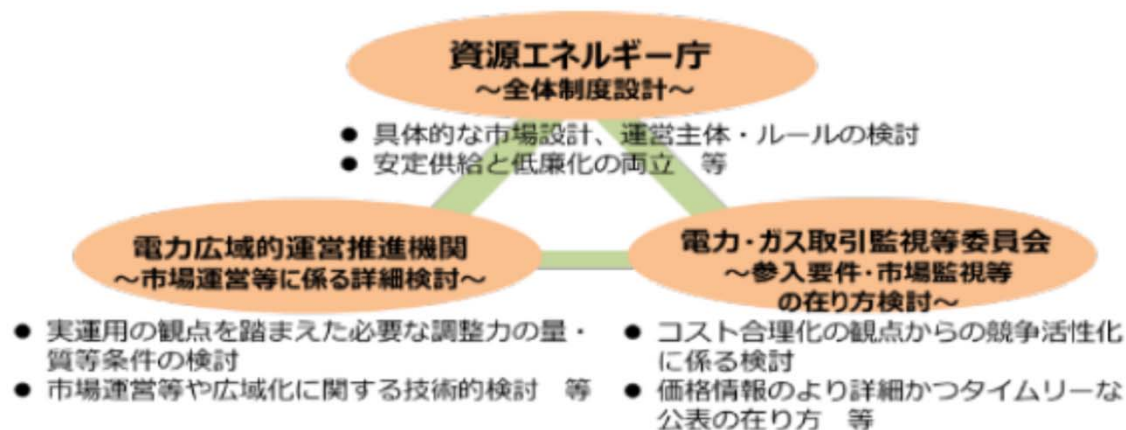 資源エネルギー庁
～全体制度設計～
● 具体的な市場設計、運営主体・ルールの検討
● 安定供給と低廉化の両立　等
電力広域的運営推進機関
～市場運営等に係る詳細検討～
● 実運用の観点を踏まえた必要な調整力の量・
質等条件の検討
● 市場運営等や広域化に関する技術的検討　等
電力・ガス取引監視等委員会
～参入要件・市場監視等
の在り方検討～
● コスト合理化の観点からの競争活性化
に係る検討
● 価格情報のより詳細かつタイムリーな
公表の在り方　等